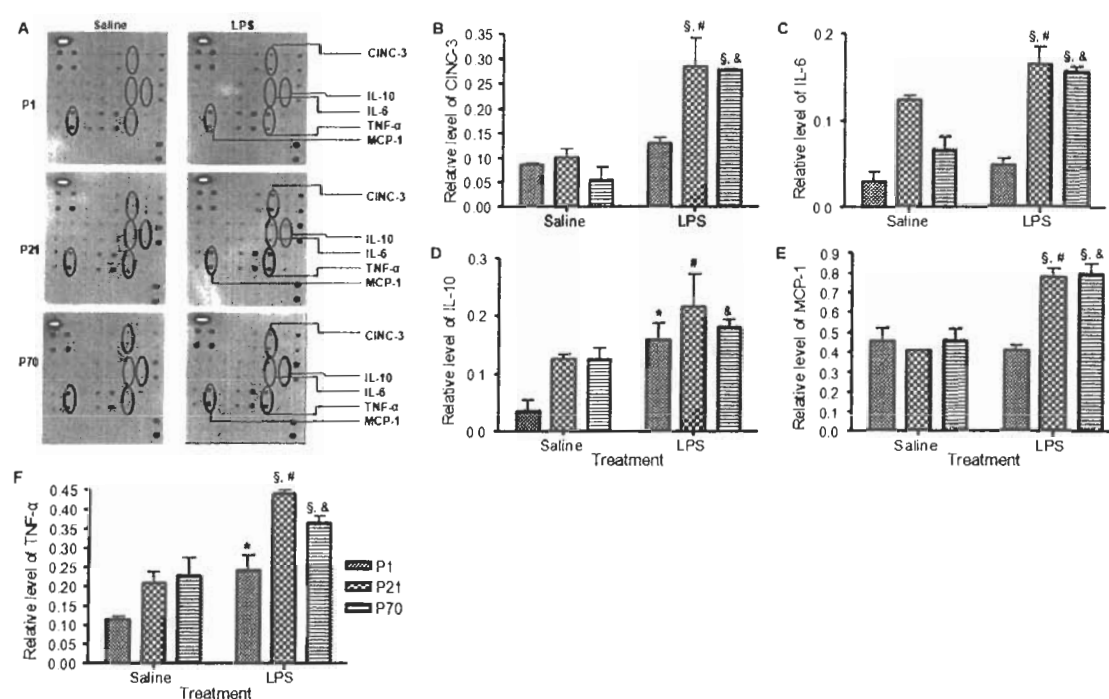 A
Saline
LPS
P1
CINC-3
IL-10
IL-6
TNF-α
MCP-1
P21
CINC-3
IL-10
IL-6
TNF-α
MCP-1
P70
CINC-3
IL-10
IL-6
TNF-α
MCP-1
B
Relative level of CINC-3
0.35
0.30
0.25
0.20
0.15
0.10
0.05
0.00
§, #
§, &
Saline
LPS
C
Relative level of IL-6
0.2
0.1
0.0
§, #
§, &
Saline
LPS
D
Relative level of IL-10
0.3
0.2
0.1
0.0
*
#
&
Saline
LPS
Treatment
E
Relative level of MCP-1
0.9
0.8
0.7
0.6
0.5
0.4
0.3
0.2
0.1
0.0
§, #
§, &
Saline
LPS
Treatment
F
Relative level of TNF-α
0.45
0.40
0.35
0.30
0.25
0.20
0.15
0.10
0.05
0.00
*
§, #
§, &
Saline
LPS
Treatment
P1
P21
P70